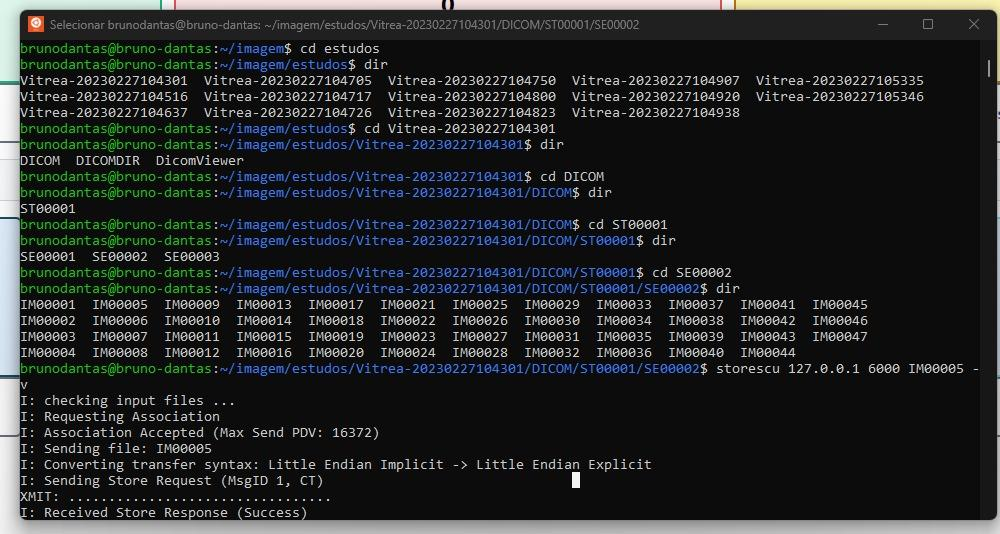 Selecionar brunodantas@bruno-dantas: ~/imagem/estudos/Vitrea-20230227104301/DICOM/ST00001/SE00002
brunodantas@bruno-dantas:~/imagem$ cd estudos
brunodantas@bruno-dantas:~/imagem/estudos$ dir
Vitrea-20230227104301  Vitrea-20230227104705  Vitrea-20230227104750  Vitrea-20230227104907  Vitrea-20230227105335
Vitrea-20230227104516  Vitrea-20230227104717  Vitrea-20230227104800  Vitrea-20230227104920  Vitrea-20230227105346
Vitrea-20230227104637  Vitrea-20230227104726  Vitrea-20230227104823  Vitrea-20230227104938
brunodantas@bruno-dantas:~/imagem/estudos$ cd Vitrea-20230227104301
brunodantas@bruno-dantas:~/imagem/estudos/Vitrea-20230227104301$ dir
DICOM  DICOMDIR  DicomViewer
brunodantas@bruno-dantas:~/imagem/estudos/Vitrea-20230227104301$ cd DICOM
brunodantas@bruno-dantas:~/imagem/estudos/Vitrea-20230227104301/DICOM$ dir
ST00001
brunodantas@bruno-dantas:~/imagem/estudos/Vitrea-20230227104301/DICOM$ cd ST00001
brunodantas@bruno-dantas:~/imagem/estudos/Vitrea-20230227104301/DICOM/ST00001$ dir
SE00001  SE00002  SE00003
brunodantas@bruno-dantas:~/imagem/estudos/Vitrea-20230227104301/DICOM/ST00001$ cd SE00002
brunodantas@bruno-dantas:~/imagem/estudos/Vitrea-20230227104301/DICOM/ST00001/SE00002$ dir
IM00001  IM00005  IM00009  IM00013  IM00017  IM00021  IM00025  IM00029  IM00033  IM00037  IM00041  IM00045
IM00002  IM00006  IM00010  IM00014  IM00018  IM00022  IM00026  IM00030  IM00034  IM00038  IM00042  IM00046
IM00003  IM00007  IM00011  IM00015  IM00019  IM00023  IM00027  IM00031  IM00035  IM00039  IM00043  IM00047
IM00004  IM00008  IM00012  IM00016  IM00020  IM00024  IM00028  IM00032  IM00036  IM00040  IM00044
brunodantas@bruno-dantas:~/imagem/estudos/Vitrea-20230227104301/DICOM/ST00001/SE00002$ storescu 127.0.0.1 6000 IM00005 -
v
I: checking input files ...
I: Requesting Association
I: Association Accepted (Max Send PDV: 16372)
I: Sending file: IM00005
I: Converting transfer syntax: Little Endian Implicit -> Little Endian Explicit
I: Sending Store Request (MsgID 1, CT)
XMIT: .................................
I: Received Store Response (Success)